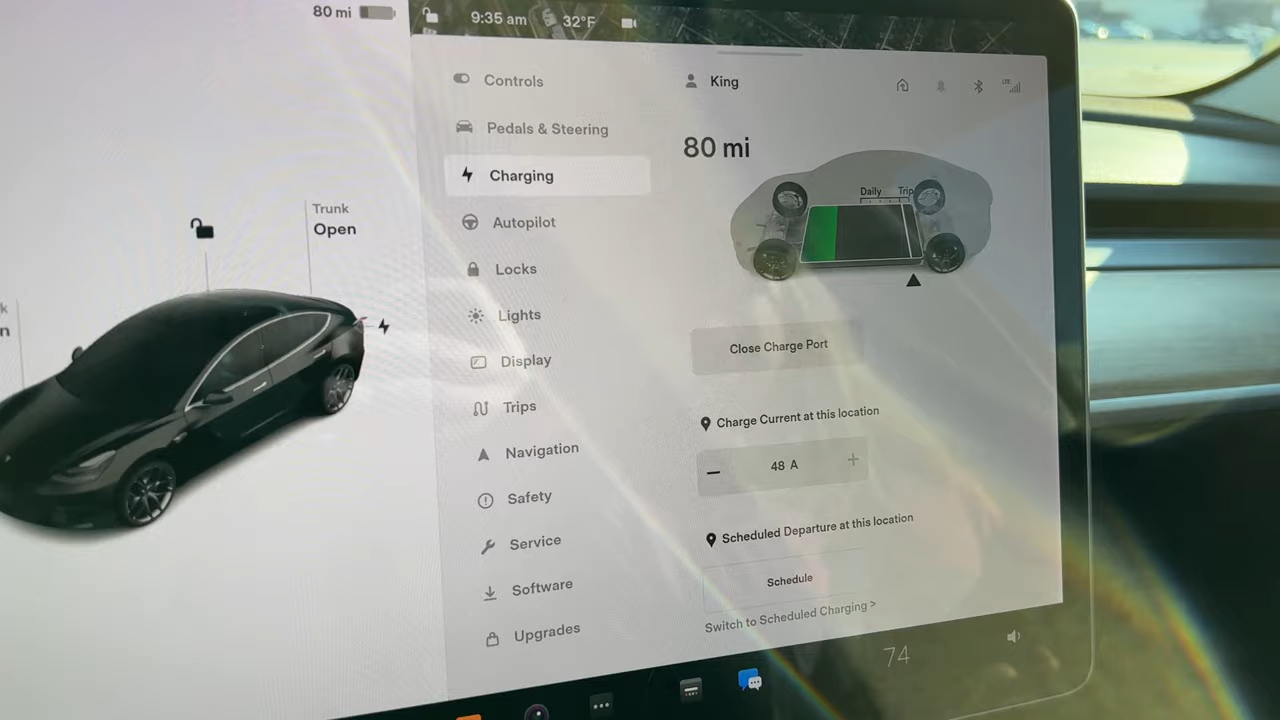 80 mi
9:35 am
32°F
Controls
Pedals & Steering
Charging
Autopilot
Locks
Lights
Display
Trips
Navigation
Safety
Service
Software
Upgrades
Trunk
Open
King
LTE
80 mi
Daily
Trip
Close Charge Port
Charge Current at this location
48 A
Scheduled Departure at this location
Schedule
Switch to Scheduled Charging >
74